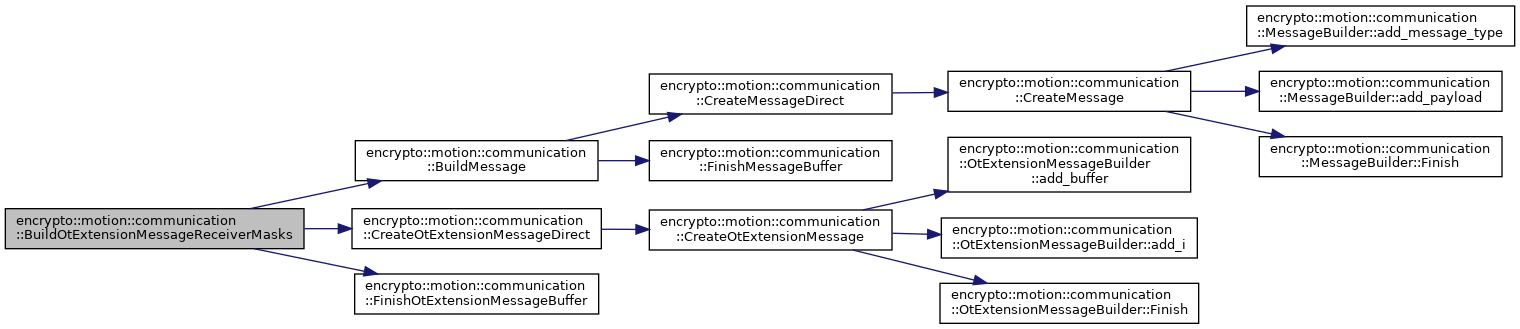 encrypto::motion::communication
::BuildOtExtensionMessageReceiverMasks
encrypto::motion::communication
::BuildMessage
encrypto::motion::communication
::CreateOtExtensionMessageDirect
encrypto::motion::communication
::FinishOtExtensionMessageBuffer
encrypto::motion::communication
::CreateMessageDirect
encrypto::motion::communication
::FinishMessageBuffer
encrypto::motion::communication
::CreateOtExtensionMessage
encrypto::motion::communication
::CreateMessage
encrypto::motion::communication
::OtExtensionMessageBuilder
::add_buffer
encrypto::motion::communication
::OtExtensionMessageBuilder::add_i
encrypto::motion::communication
::OtExtensionMessageBuilder::Finish
encrypto::motion::communication
::MessageBuilder::add_message_type
encrypto::motion::communication
::MessageBuilder::add_payload
encrypto::motion::communication
::MessageBuilder::Finish